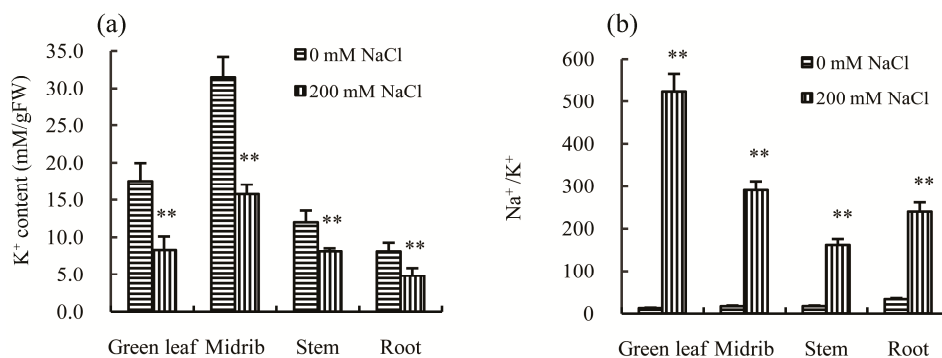 (a)
35.0
30.0
25.0
20.0
15.0
10.0
5.0
0.0
K⁺ content (mM/gFW)
0 mM NaCl
200 mM NaCl
**
**
**
**
Green leaf Midrib Stem Root
(b)
600
500
400
300
200
100
0
Na⁺/K⁺
0 mM NaCl
200 mM NaCl
**
**
**
**
Green leaf Midrib Stem Root